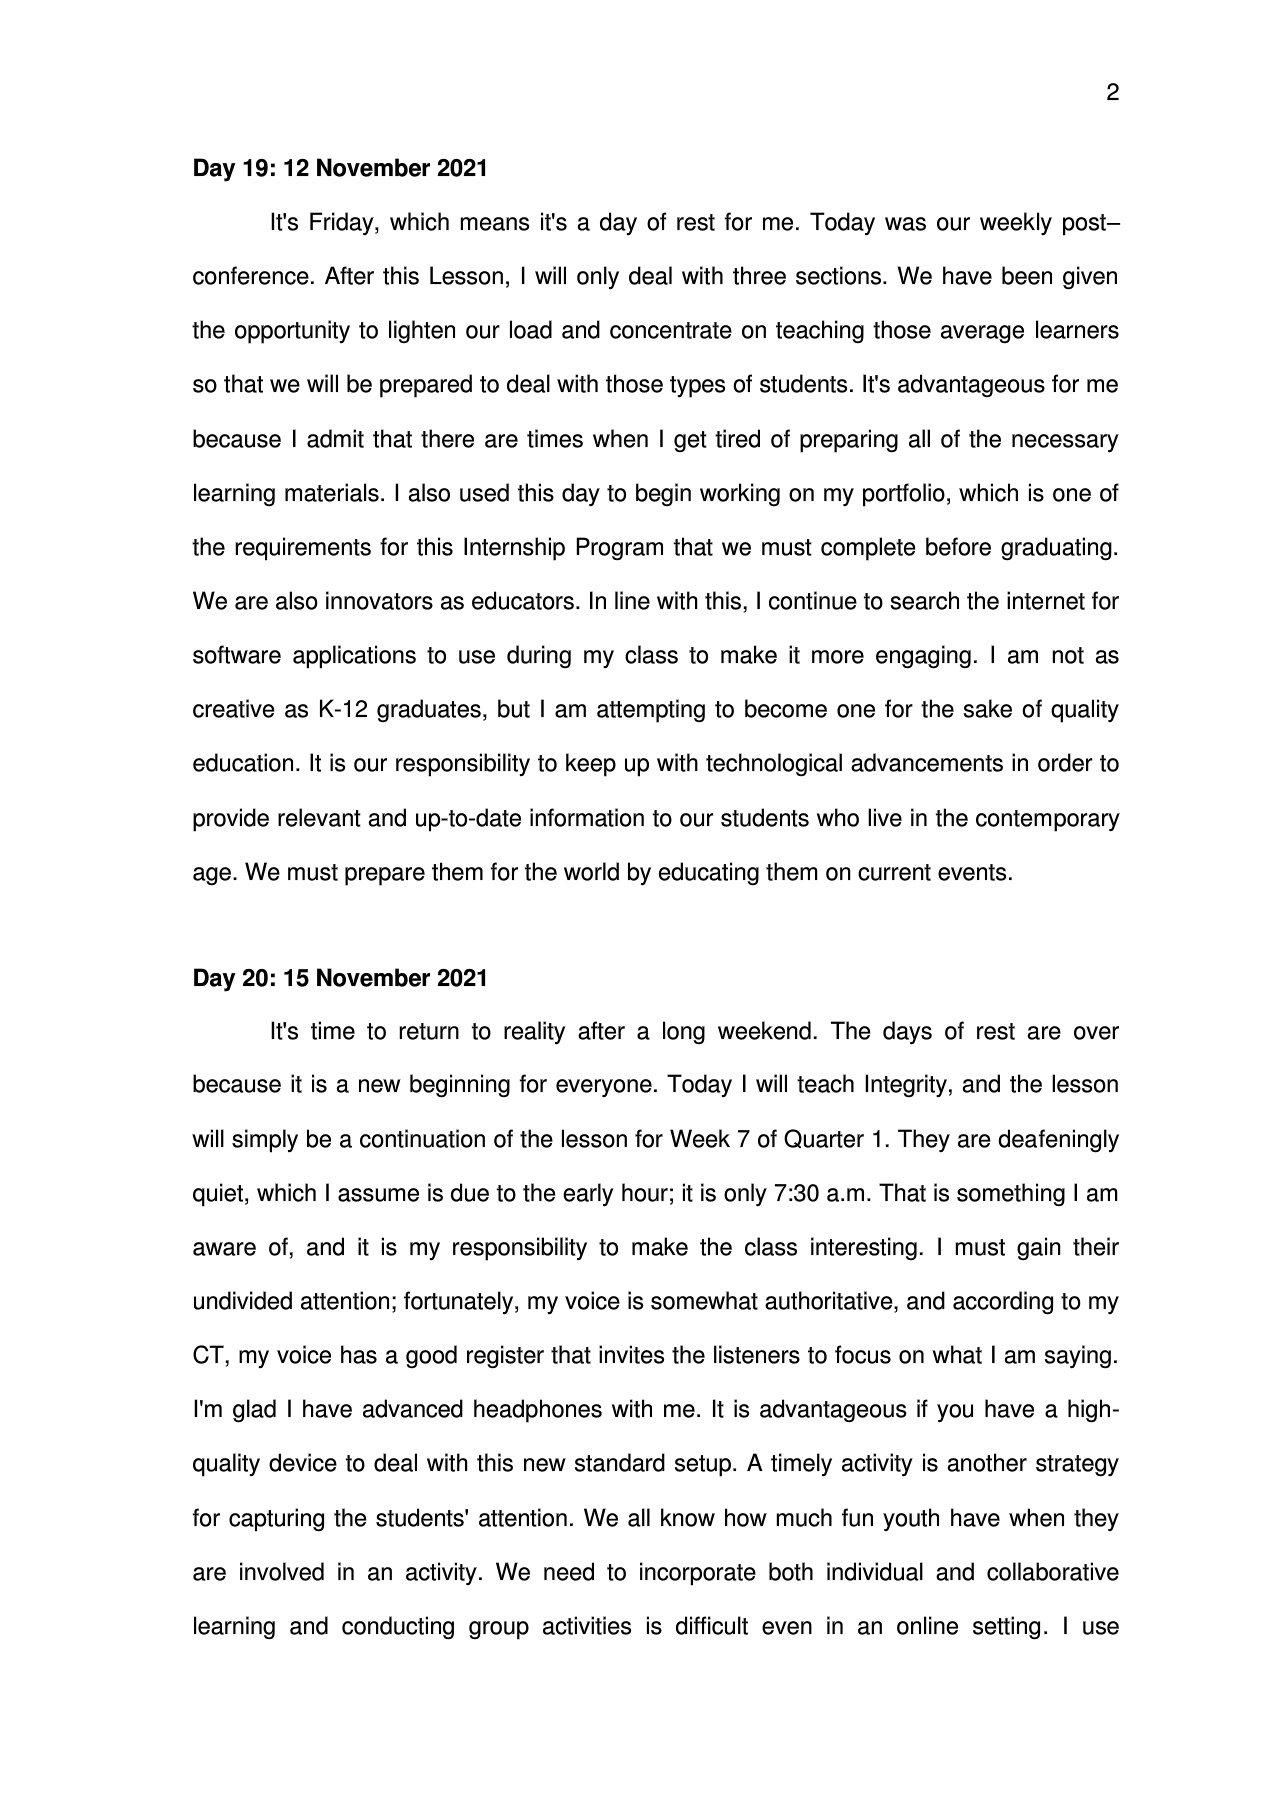 2
Day 19: 12 November 2021
It's Friday, which means it's a day of rest for me. Today was our weekly post–
conference. After this Lesson, I will only deal with three sections. We have been given
the opportunity to lighten our load and concentrate on teaching those average learners
so that we will be prepared to deal with those types of students. It's advantageous for me
because I admit that there are times when I get tired of preparing all of the necessary
learning materials. I also used this day to begin working on my portfolio, which is one of
the requirements for this Internship Program that we must complete before graduating.
We are also innovators as educators. In line with this, I continue to search the internet for
software applications to use during my class to make it more engaging. I am not as
creative as K-12 graduates, but I am attempting to become one for the sake of quality
education. It is our responsibility to keep up with technological advancements in order to
provide relevant and up-to-date information to our students who live in the contemporary
age. We must prepare them for the world by educating them on current events.
Day 20: 15 November 2021
It's time to return to reality after a long weekend. The days of rest are over
because it is a new beginning for everyone. Today I will teach Integrity, and the lesson
will simply be a continuation of the lesson for Week 7 of Quarter 1. They are deafeningly
quiet, which I assume is due to the early hour; it is only 7:30 a.m. That is something I am
aware of, and it is my responsibility to make the class interesting. I must gain their
undivided attention; fortunately, my voice is somewhat authoritative, and according to my
CT, my voice has a good register that invites the listeners to focus on what I am saying.
I'm glad I have advanced headphones with me. It is advantageous if you have a high-
quality device to deal with this new standard setup. A timely activity is another strategy
for capturing the students' attention. We all know how much fun youth have when they
are involved in an activity. We need to incorporate both individual and collaborative
learning and conducting group activities is difficult even in an online setting. I use